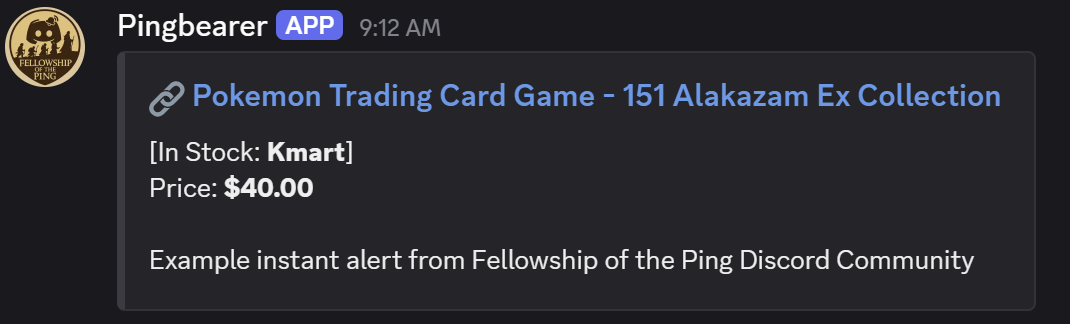 Pingbearer APP 9:12 AM
FELLOWSHIP
OF THE
PING
Pokemon Trading Card Game - 151 Alakazam Ex Collection
[In Stock: Kmart]
Price: $40.00
Example instant alert from Fellowship of the Ping Discord Community